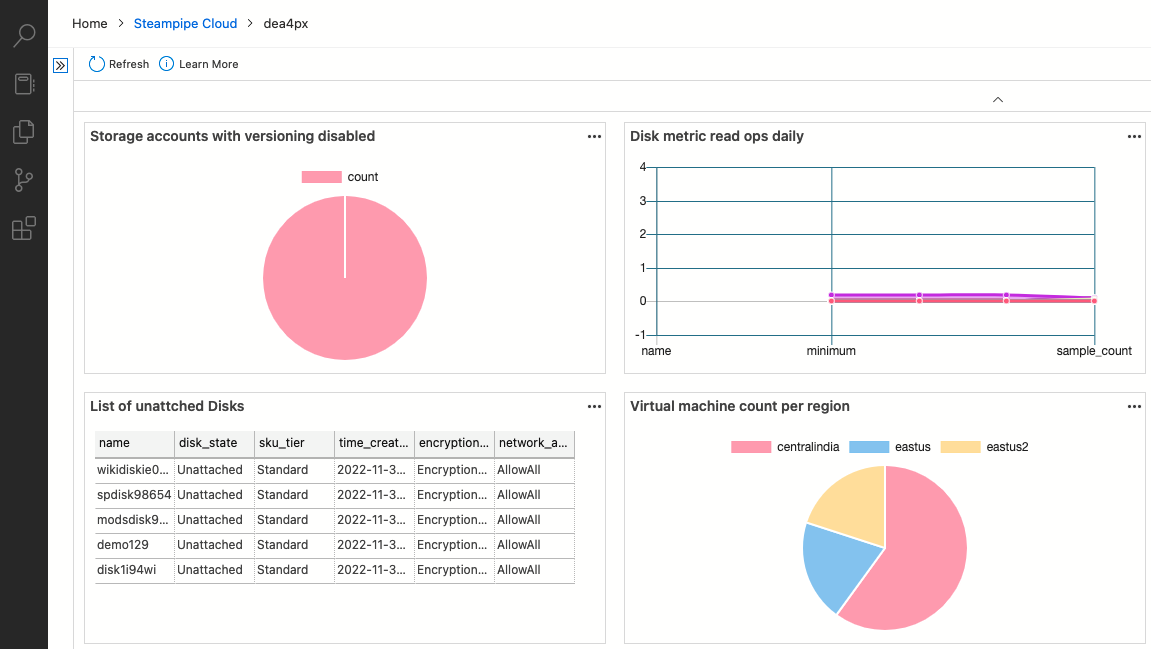 Home > Steampipe Cloud > dea4px
Refresh Learn More
Storage accounts with versioning disabled
count
Disk metric read ops daily
4
3
2
1
0
-1
name minimum sample_count
List of unattched Disks
name disk_state sku_tier time_creat... encryption... network_a...
wikidiskie0... Unattached Standard 2022-11-3... Encryption... AllowAll
spdisk98654 Unattached Standard 2022-11-3... Encryption... AllowAll
modsdisk9... Unattached Standard 2022-11-3... Encryption... AllowAll
demo129 Unattached Standard 2022-11-3... Encryption... AllowAll
disk1i94wi Unattached Standard 2022-11-3... Encryption... AllowAll
Virtual machine count per region
centralindia eastus eastus2